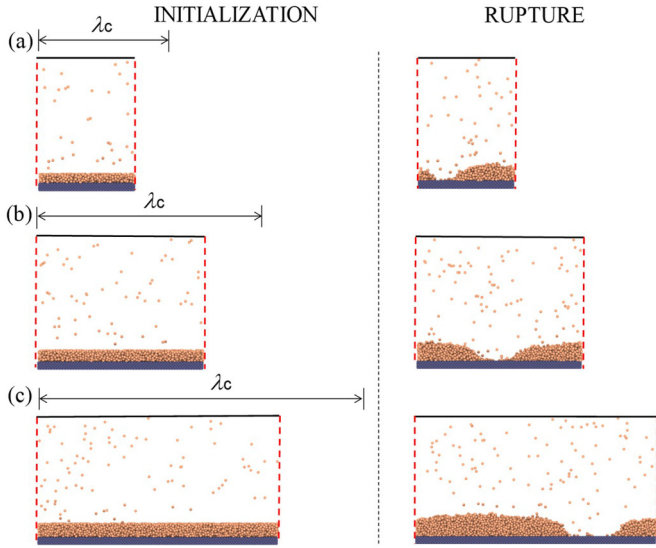 INITIALIZATION RUPTURE
λc
(a)
λc
(b)
λc
(c)